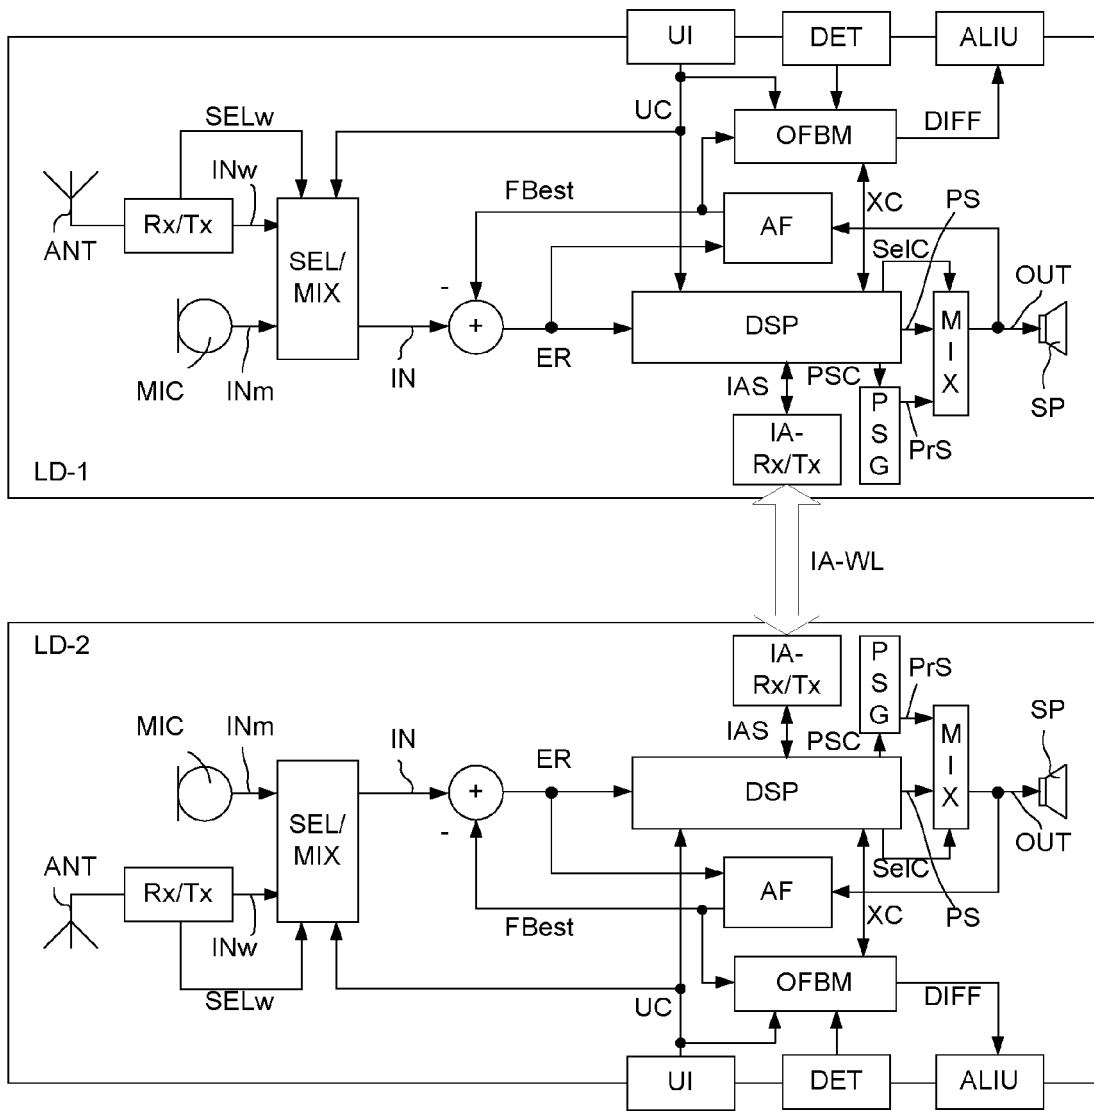 UI
DET
ALIU
SELw
UC
OFBM
DIFF
INw
FBest
XC
PS
ANT
Rx/Tx
AF
SelC
SEL/
MIX
OUT
-
+
DSP
M
I
X
MIC
INm
IN
ER
IAS
PSC
SP
P
S
G
PrS
IA-
Rx/Tx
LD-1
IA-WL
LD-2
IA-
Rx/Tx
P
S
G
PrS
MIC
INm
IN
ER
IAS
PSC
SP
M
I
X
+
DSP
SEL/
MIX
-
OUT
ANT
Rx/Tx
AF
SelC
INw
FBest
XC
PS
SELw
UC
OFBM
DIFF
UI
DET
ALIU